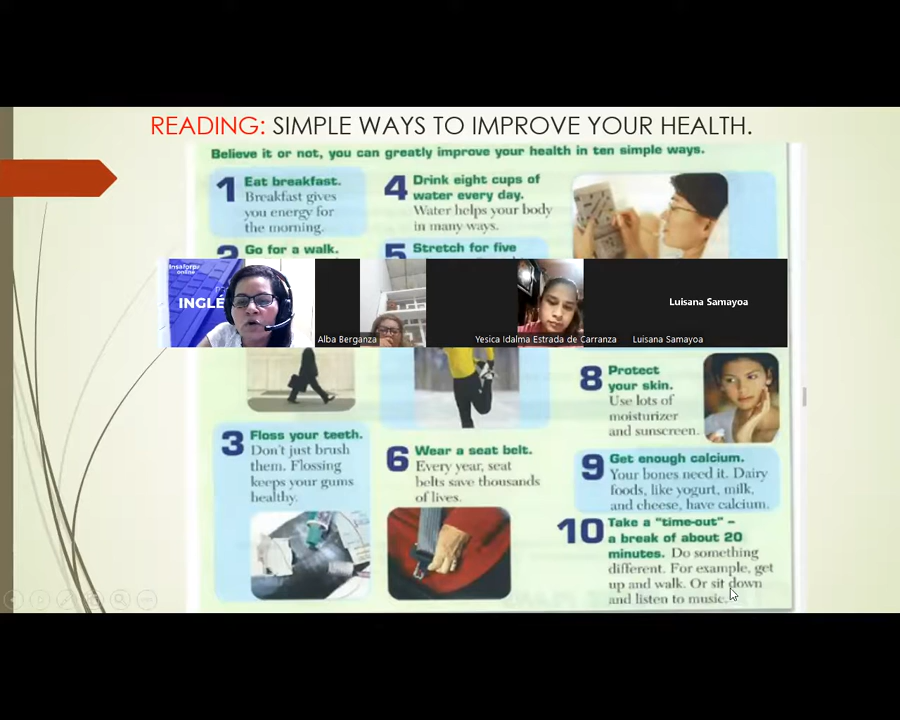 READING: SIMPLE WAYS TO IMPROVE YOUR HEALTH.
Believe it or not, you can greatly improve your health in ten simple ways.
1 Eat breakfast.
Breakfast gives
you energy for
the morning.
2 Go for a walk.
4 Drink eight cups of
water every day.
Water helps your body
in many ways.
5 Stretch for five
Insaforp
online
INGLÉ
Alba Berganza
Yesica Idalma Estrada de Carranza
Luisana Samayoa
Luisana Samayoa
3 Floss your teeth.
Don't just brush
them. Flossing
keeps your gums
healthy.
6 Wear a seat belt.
Every year, seat
belts save thousands
of lives.
8 Protect
your skin.
Use lots of
moisturizer
and sunscreen.
9 Get enough calcium.
Your bones need it. Dairy
foods, like yogurt, milk,
and cheese, have calcium.
10 Take a "time-out" –
a break of about 20
minutes. Do something
different. For example, get
up and walk. Or sit down
and listen to music.